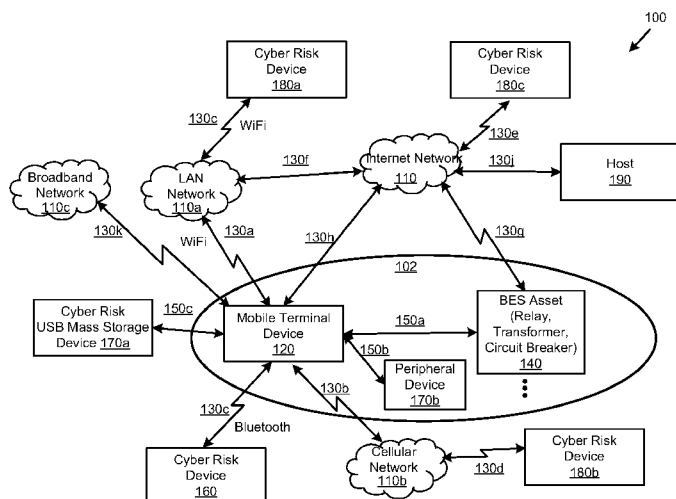 100
Cyber Risk
Device
180a
Cyber Risk
Device
180c
130c
WiFi
130e
130f
Internet Network
110
130j
Host
190
Broadband
Network
110c
LAN
Network
110a
130k
WiFi
130a
130h
130g
102
Cyber Risk
USB Mass Storage
Device 170a
150c
Mobile Terminal
Device
120
150a
150b
BES Asset
(Relay,
Transformer,
Circuit Breaker)
140
Peripheral
Device
170b
130c
Bluetooth
130b
Cyber Risk
Device
160
Cellular
Network
110b
130d
Cyber Risk
Device
180b